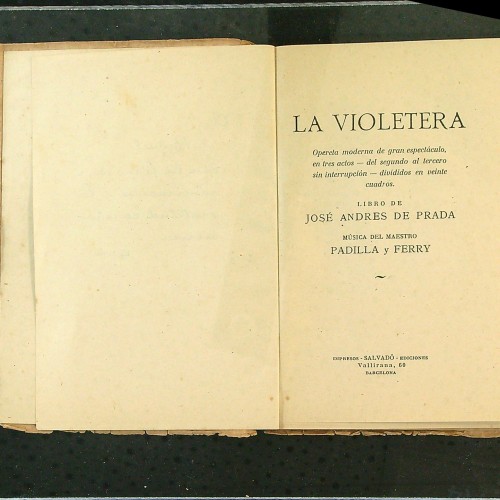 LA VIOLETERA
Opereta moderna de gran espectáculo,
en tres actos — del segundo al tercero
sin interrupción — divididos en veinte
cuadros.
LIBRO DE
JOSÉ ANDRES DE PRADA
MÚSICA DEL MAESTRO
PADILLA y FERRY
IMPRESOS - SALVADÓ - EDICIONES
Vallirana, 60
BARCELONA